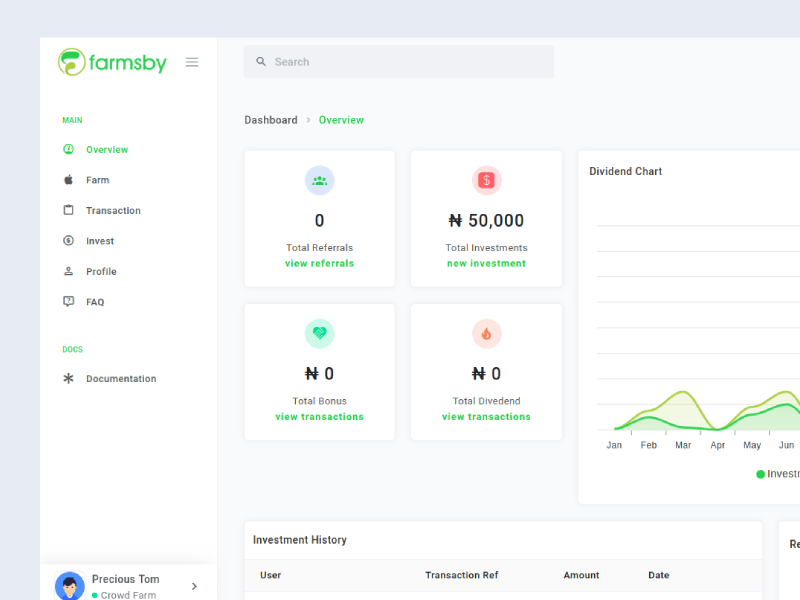 farmsby
Search
MAIN
Overview
Farm
Transaction
Invest
Profile
FAQ
DOCS
Documentation
Precious Tom
Crowd Farm
Dashboard > Overview
0
Total Referrals
view referrals
₦ 50,000
Total Investments
new investment
₦ 0
Total Bonus
view transactions
₦ 0
Total Dividend
view transactions
Dividend Chart
Jan Feb Mar Apr May Jun
Investm
Investment History
User Transaction Ref Amount Date
Re